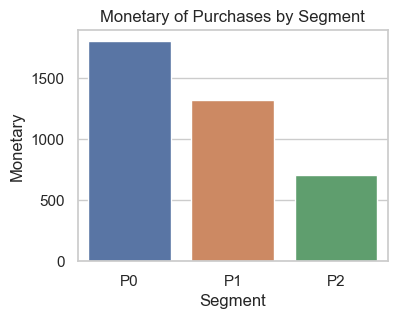 Monetary of Purchases by Segment
Monetary
1500
1000
500
0
P0 P1 P2
Segment